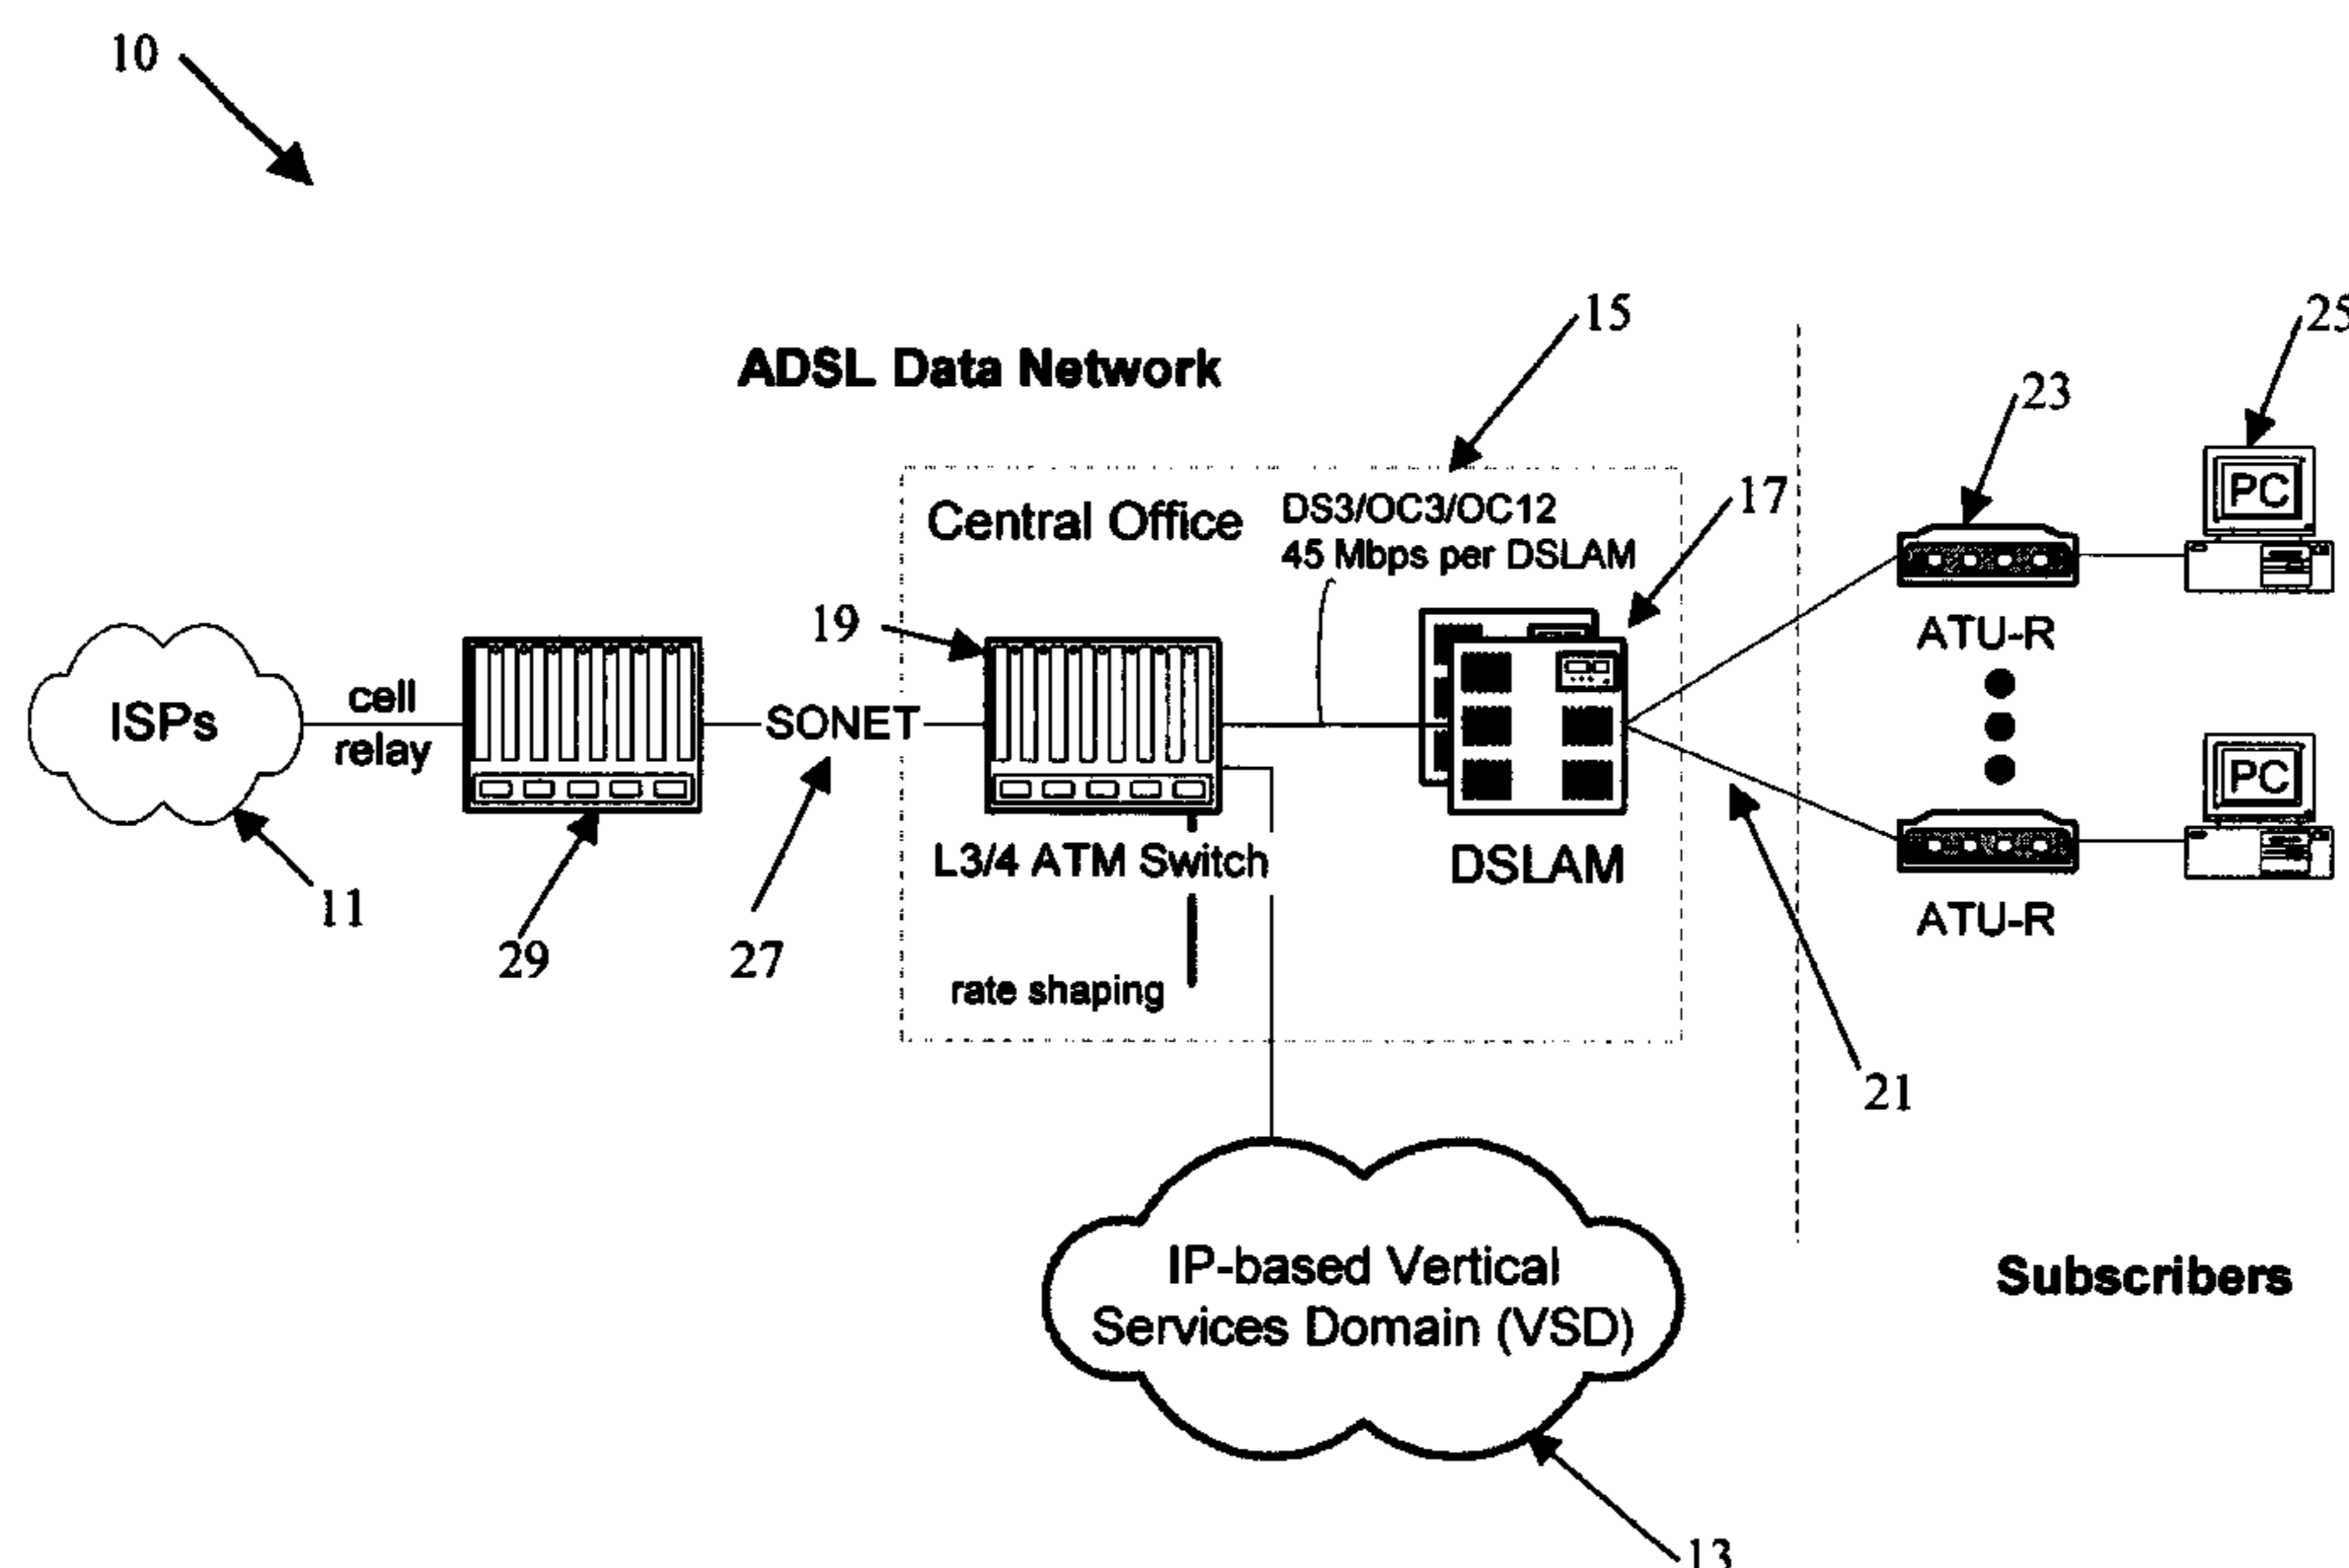 10
15
25
ADSL Data Network
23
PC
17
Central Office
DS3/OC3/OC12
45 Mbps per DSLAM
19
ATU-R
ISPs
cell
relay
SONET
PC
L3/4 ATM Switch
DSLAM
11
29
27
ATU-R
rate shaping
21
IP-based Vertical
Services Domain (VSD)
Subscribers
13